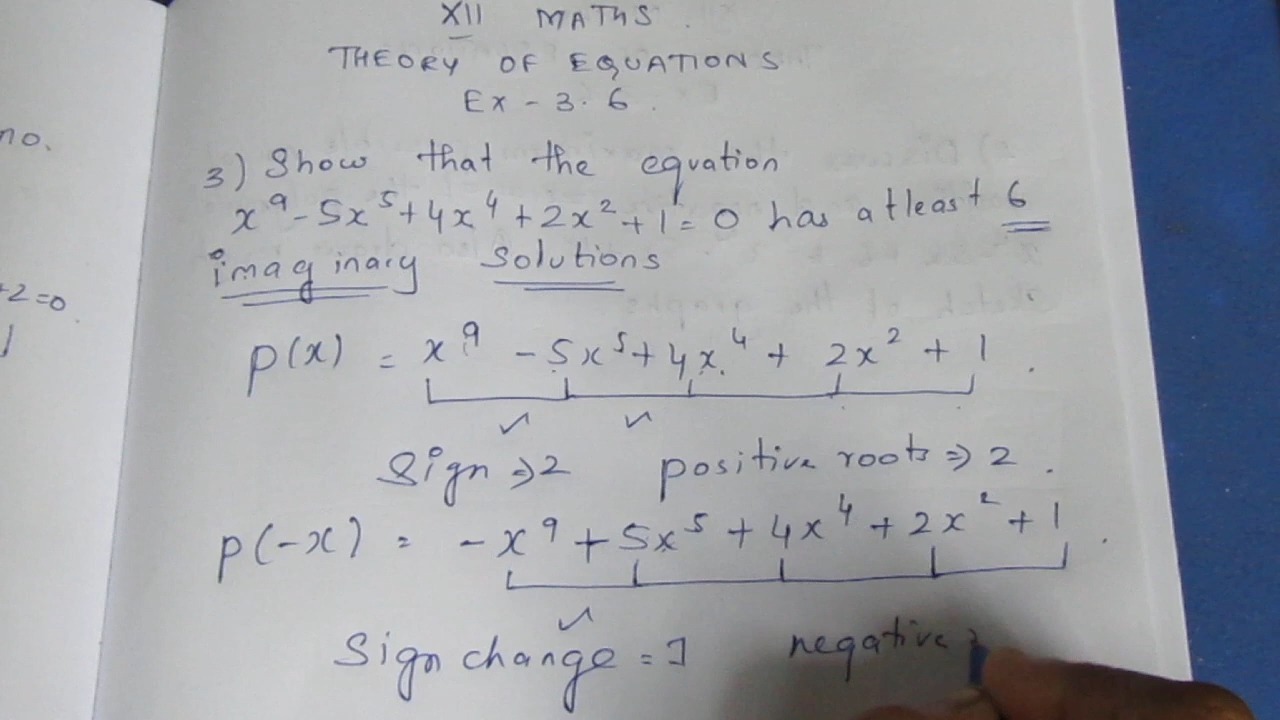 XII MATHS
THEORY OF EQUATIONS
Ex - 3.6
no.
3) Show that the equation
x⁹-5x⁵+4x⁴+2x²+1=0 has atleast 6
imaginary solutions
+2=0
p(x) = x⁹ -5x⁵+4x⁴ + 2x² + 1
Sign ⇒2 positive roots ⇒ 2.
p(-x) = -x⁹+5x⁵+4x⁴+2x²+1.
Sign change = 1 negative